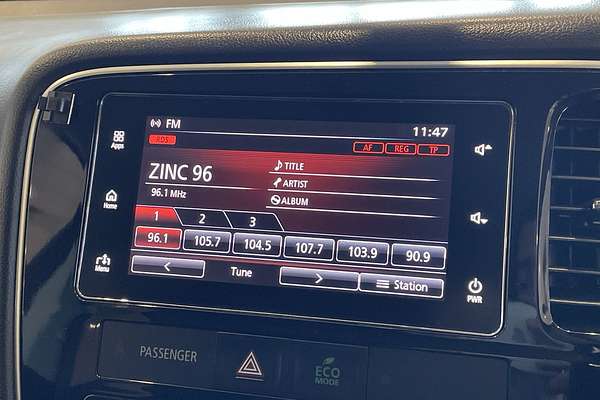 FM 11:47
RDS AF REG TP
Apps
ZINC 96
TITLE
ARTIST
96.1 MHz
ALBUM
Home
1 2 3
96.1 105.7 104.5 107.7 103.9 90.9
Menu
< Tune > Station
PWR
PASSENGER
ECO
MODE